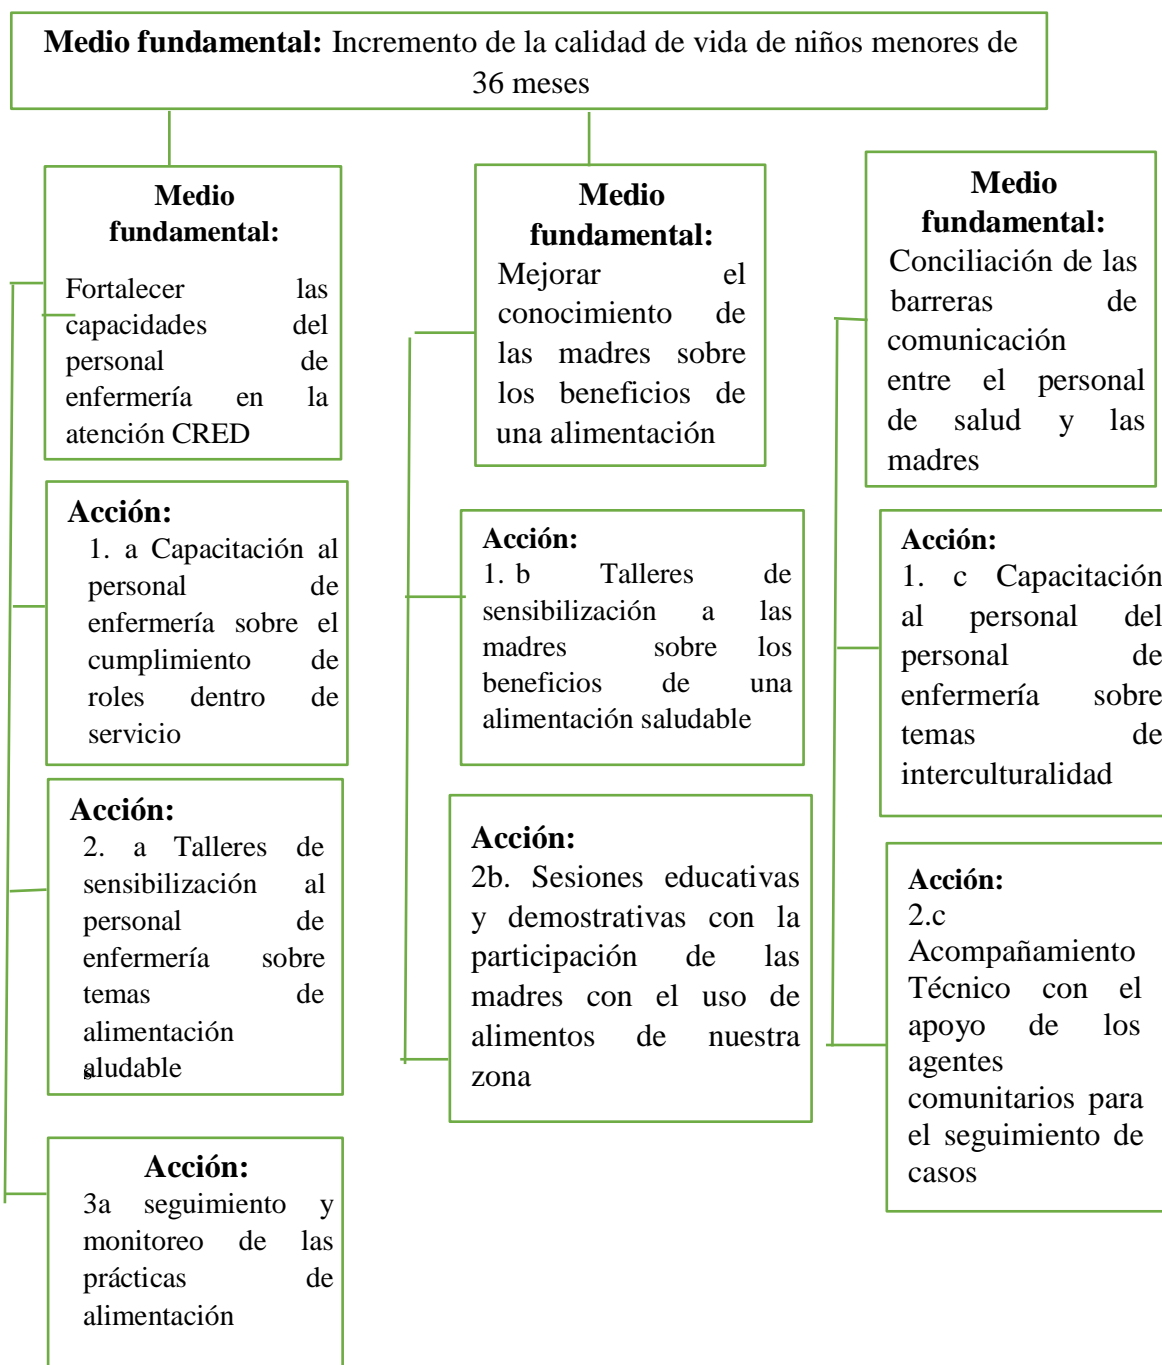 Medio fundamental: Incremento de la calidad de vida de niños menores de
36 meses
Medio
fundamental:
Fortalecer las
capacidades del
personal de
enfermería en la
atención CRED
Acción:
1. a Capacitación al
personal de
enfermería sobre el
cumplimiento de
roles dentro de
servicio
Acción:
2. a Talleres de
sensibilización al
personal de
enfermería sobre
temas de
alimentación
saludable
Acción:
3a seguimiento y
monitoreo de las
prácticas de
alimentación
Medio
fundamental:
Mejorar el
conocimiento de
las madres sobre
los beneficios de
una alimentación
Acción:
1. b Talleres de
sensibilización a las
madres sobre los
beneficios de una
alimentación saludable
Acción:
2b. Sesiones educativas
y demostrativas con la
participación de las
madres con el uso de
alimentos de nuestra
zona
Medio
fundamental:
Conciliación de las
barreras de
comunicación
entre el personal
de salud y las
madres
Acción:
1. c Capacitación
al personal del
personal de
enfermería sobre
temas de
interculturalidad
Acción:
2.c
Acompañamiento
Técnico con el
apoyo de los
agentes
comunitarios para
el seguimiento de
casos